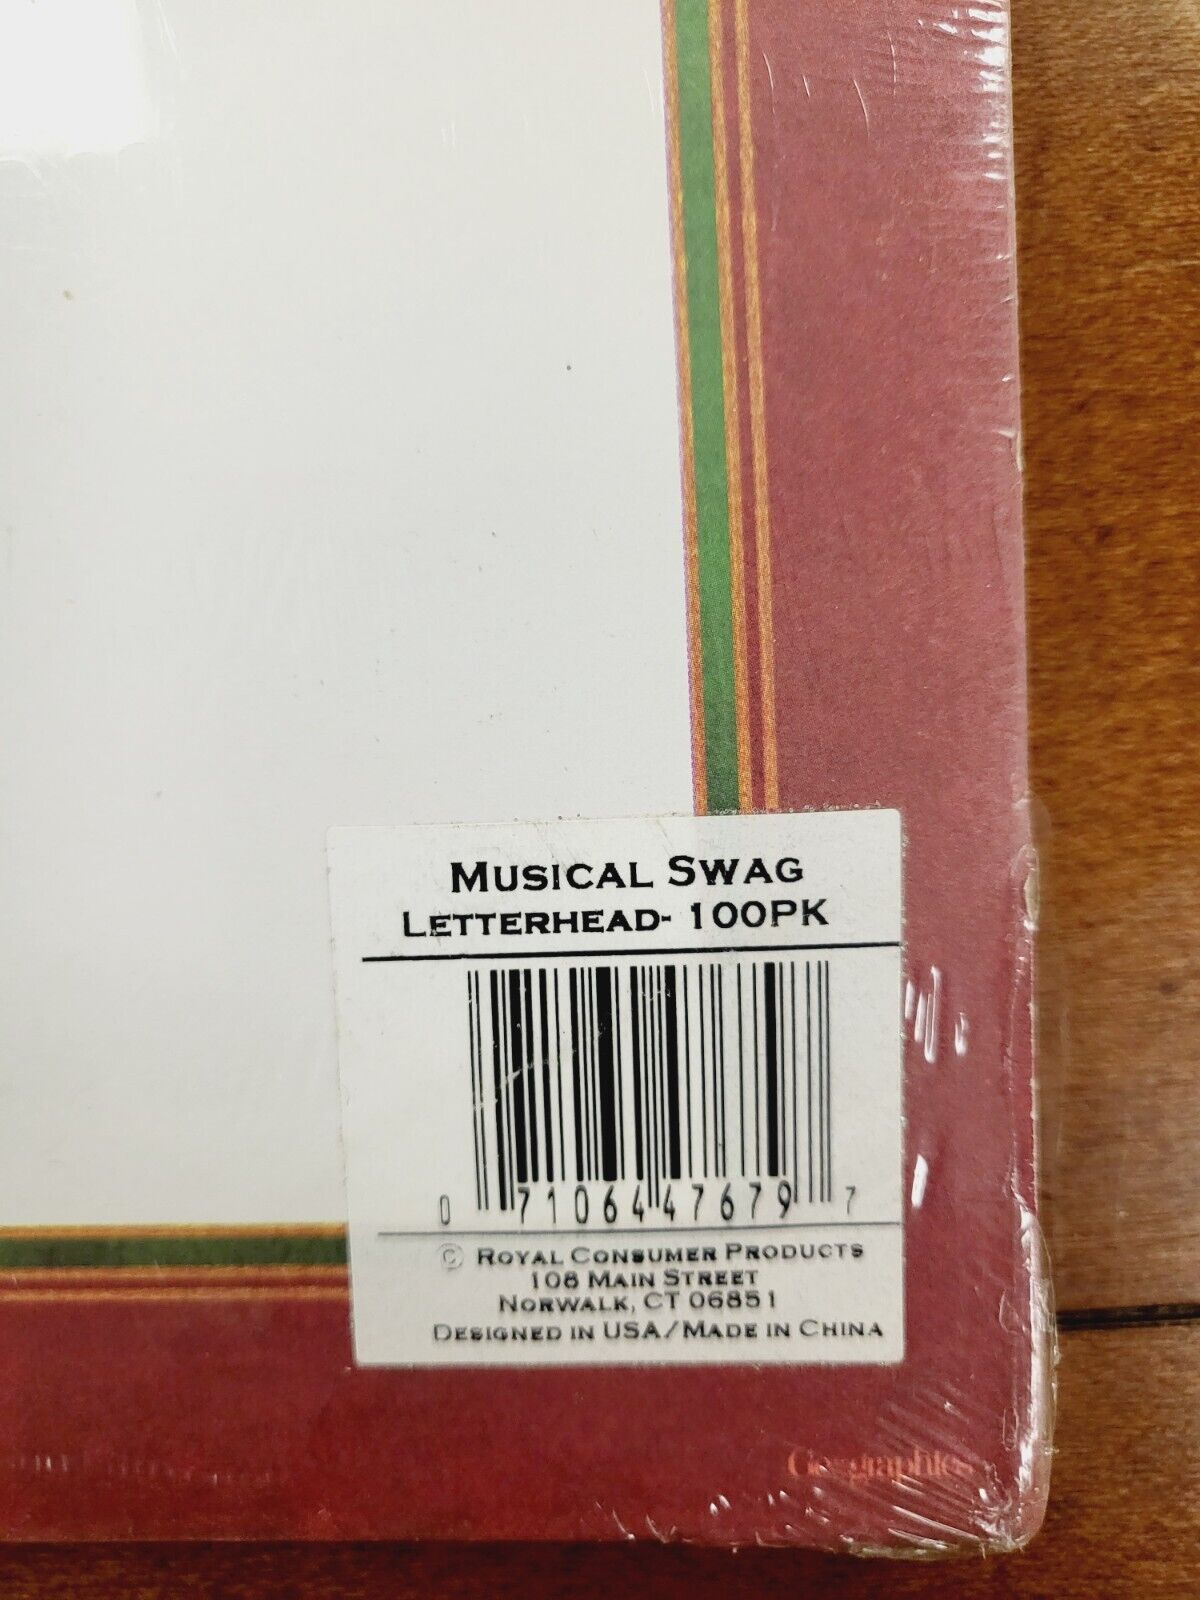 MUSICAL SWAG
LETTERHEAD- 100PK
0 71064 47679 7
© ROYAL CONSUMER PRODUCTS
108 MAIN STREET
NORWALK, CT 06851
DESIGNED IN USA/MADE IN CHINA
Geographics